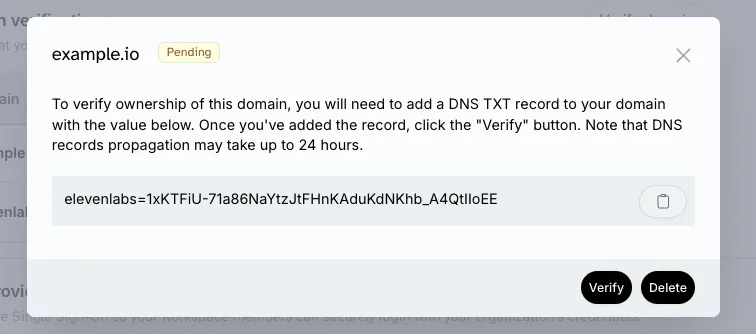 example.io
Pending
To verify ownership of this domain, you will need to add a DNS TXT record to your domain
with the value below. Once you've added the record, click the "Verify" button. Note that DNS
records propagation may take up to 24 hours.
elevenlabs=1xKTFiU-71a86NaYtzJtFHnKAduKdNKhb_A4QtIIoEE
Verify
Delete